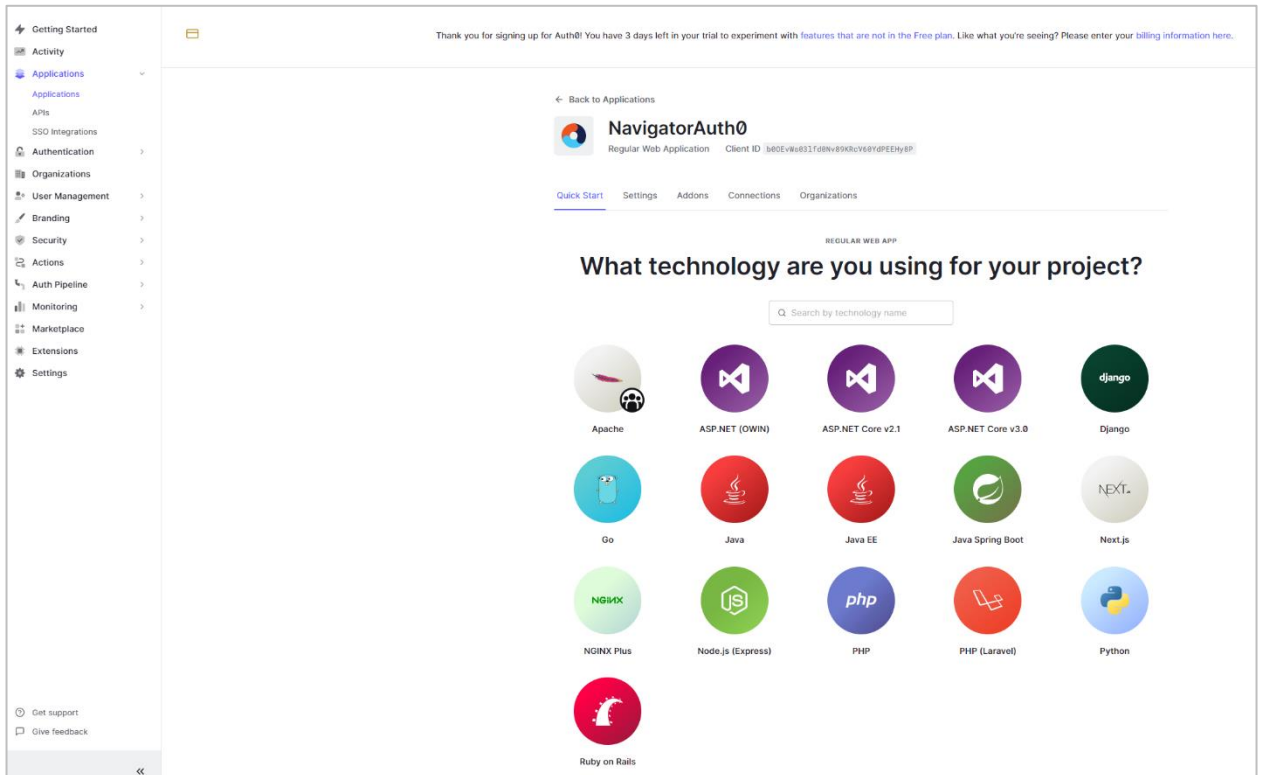 Getting Started
Activity
Applications
Applications
APIs
SSO Integrations
Authentication
Organizations
User Management
Branding
Security
Actions
Auth Pipeline
Monitoring
Marketplace
Extensions
Settings
Get support
Give feedback
Thank you for signing up for Auth0! You have 3 days left in your trial to experiment with features that are not in the Free plan. Like what you're seeing? Please enter your billing information here.
← Back to Applications
NavigatorAuth0
Regular Web Application Client ID
Quick Start Settings Addons Connections Organizations
REGULAR WEB APP
What technology are you using for your project?
Search by technology name
django
Apache ASP.NET (OWIN) ASP.NET Core v2.1 ASP.NET Core v3.0 Django
NEXT.JS
Go Java Java EE Java Spring Boot Next.js
NGINX JS php
NGINX Plus Node.js (Express) PHP PHP (Laravel) Python
Ruby on Rails